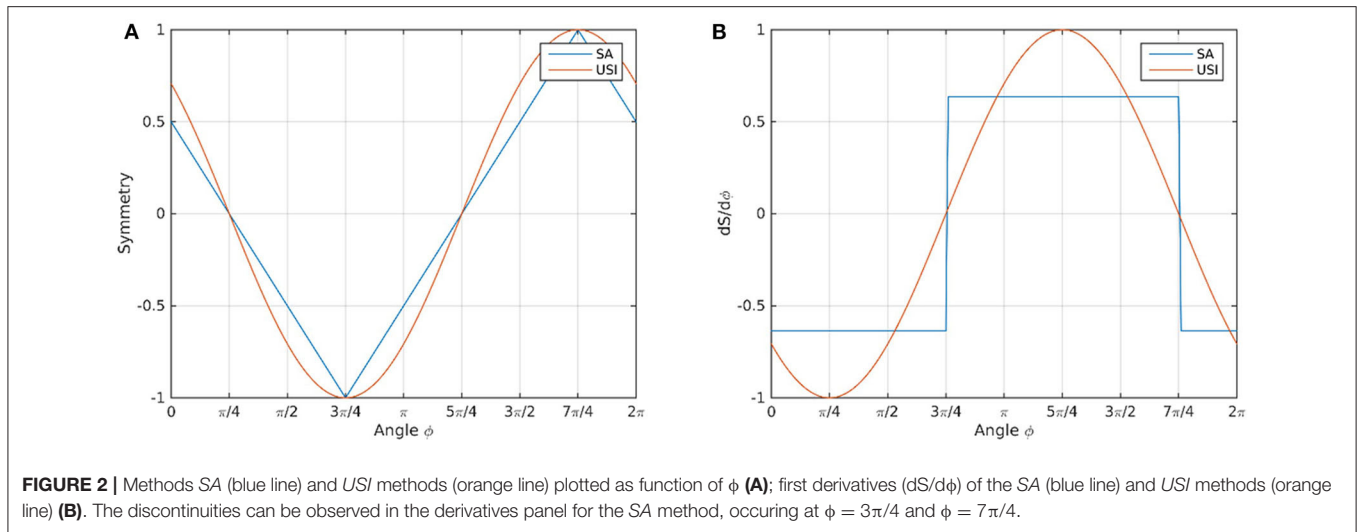 A
1
0.5
0
-0.5
-1
Symmetry
SA
USI
0 π/4 π/2 3π/4 π 5π/4 3π/2 7π/4 2π
Angle ϕ
B
1
0.5
0
-0.5
-1
dS/dϕ
SA
USI
0 π/4 π/2 3π/4 π 5π/4 3π/2 7π/4 2π
Angle ϕ
FIGURE 2 | Methods SA (blue line) and USI methods (orange line) plotted as function of ϕ (A); first derivatives (dS/dϕ) of the SA (blue line) and USI methods (orange
line) (B). The discontinuities can be observed in the derivatives panel for the SA method, occuring at ϕ = 3π/4 and ϕ = 7π/4.